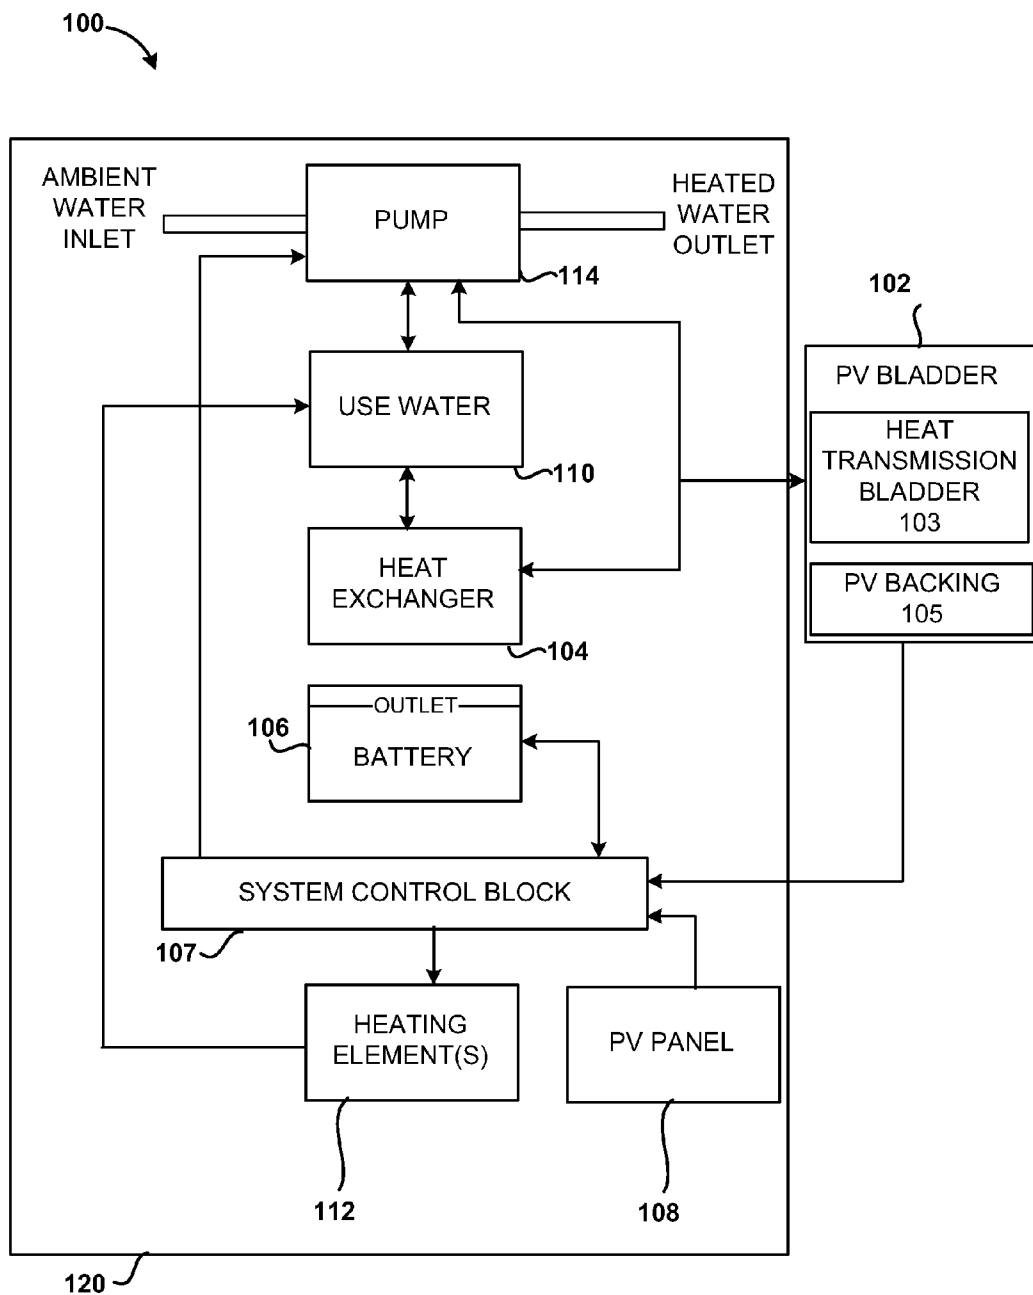 100
AMBIENT
WATER
INLET
PUMP
HEATED
WATER
OUTLET
114
102
PV BLADDER
USE WATER
HEAT
TRANSMISSION
BLADDER
103
110
HEAT
EXCHANGER
PV BACKING
105
104
OUTLET
106
BATTERY
SYSTEM CONTROL BLOCK
107
HEATING
ELEMENT(S)
PV PANEL
112
108
120